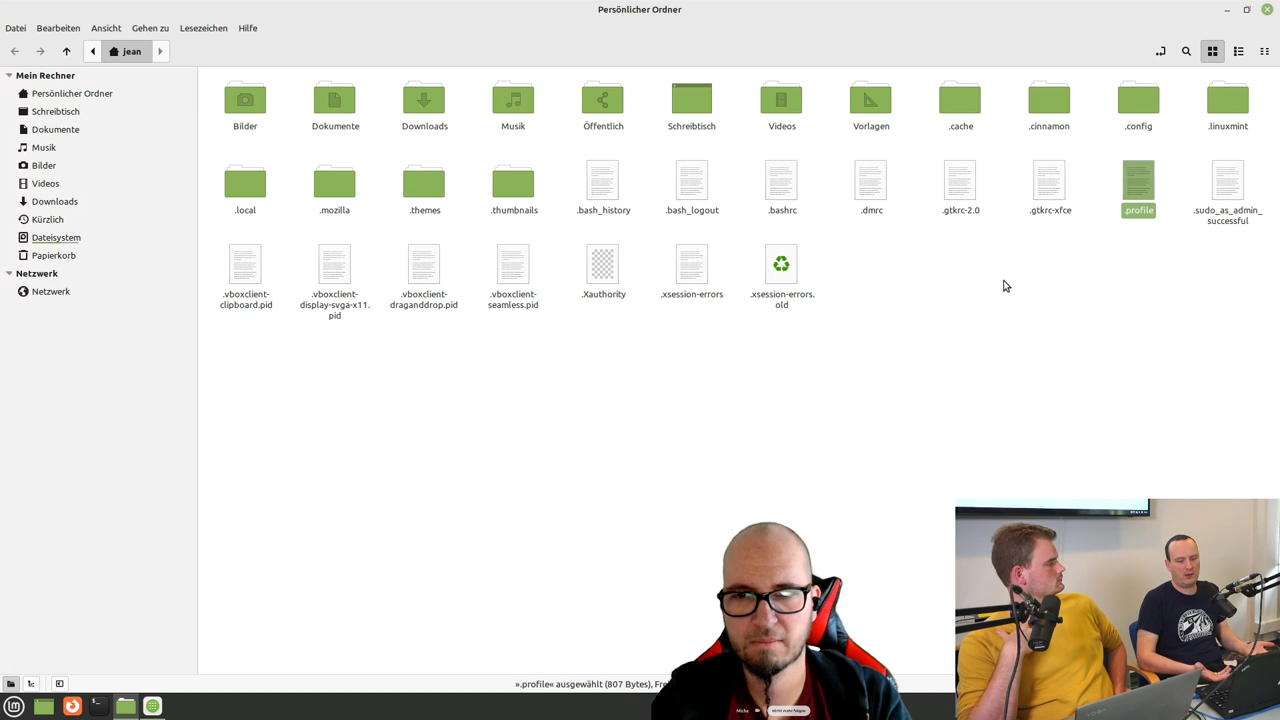 Persönlicher Ordner
Datei Bearbeiten Ansicht Gehen zu Lesezeichen Hilfe
jean
Mein Rechner
Persönlicher Ordner
Schreibtisch
Dokumente
Musik
Bilder
Videos
Downloads
Kürzlich
Dateisystem
Papierkorb
Netzwerk
Netzwerk
Bilder Dokumente Downloads Musik Öffentlich Schreibtisch Videos Vorlagen .cache .cinnamon .config .linuxmint
.local .mozilla .themes .thumbnails .bash_history .bash_logout .bashrc .dmrc .gtkrc-2.0 .gtkrc-xfce .profile .sudo_as_admin_
successful
.vboxclient- .vboxclient- .vboxclient- .vboxclient- .Xauthority .xsession-errors .xsession-errors.
clipboard.pid display-svga-x11. draganddrop.pid seamless.pid old
pid
».profile« ausgewählt (807 Bytes), Fre
Micha